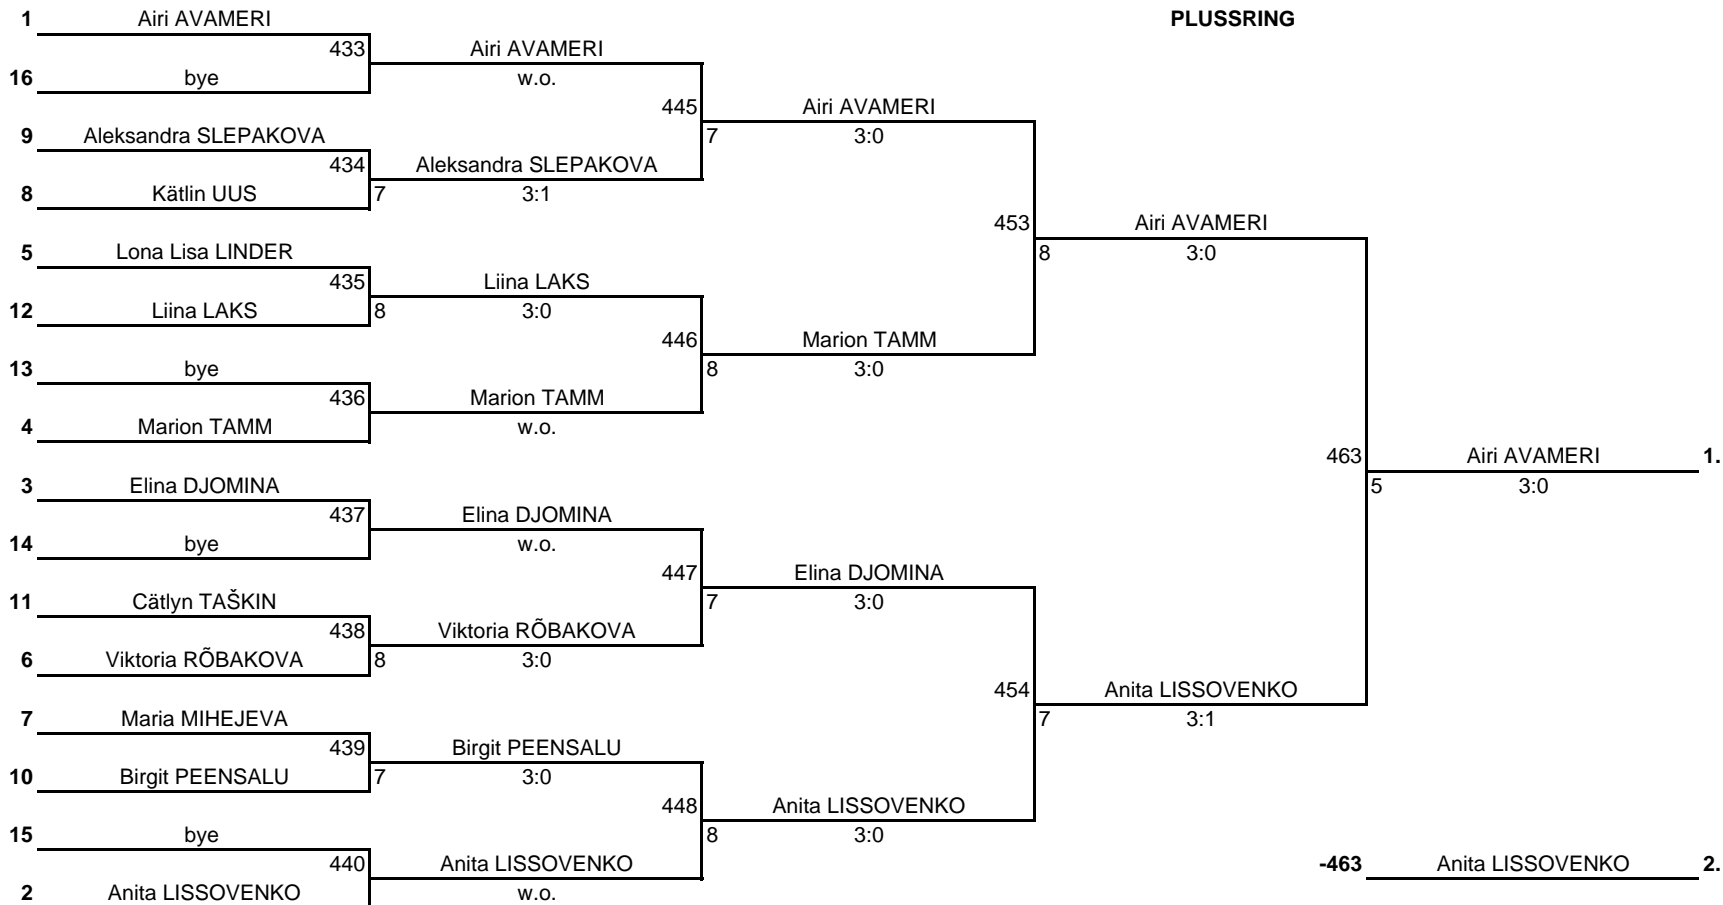 1 Airi AVAMERI PLUSSRING
433 Airi AVAMERI
16 bye w.o.
445 Airi AVAMERI
9 Aleksandra SLEPAKOVA 7 3:0
434 Aleksandra SLEPAKOVA
8 Kätlin UUS 7 3:1
453 Airi AVAMERI
5 Lona Lisa LINDER 8 3:0
435 Liina LAKS
12 Liina LAKS 8 3:0
446 Marion TAMM
13 bye 8 3:0
436 Marion TAMM
4 Marion TAMM w.o.
463 Airi AVAMERI 1.
3 Elina DJOMINA 5 3:0
437 Elina DJOMINA
14 bye w.o.
447 Elina DJOMINA
11 Cätlyn TAŠKIN 7 3:0
438 Viktoria RÕBAKOVA
6 Viktoria RÕBAKOVA 8 3:0
454 Anita LISSOVENKO
7 Maria MIHEJEVA 7 3:1
439 Birgit PEENSALU
10 Birgit PEENSALU 7 3:0
448 Anita LISSOVENKO
15 bye 8 3:0
440 Anita LISSOVENKO -463 Anita LISSOVENKO 2.
2 Anita LISSOVENKO w.o.